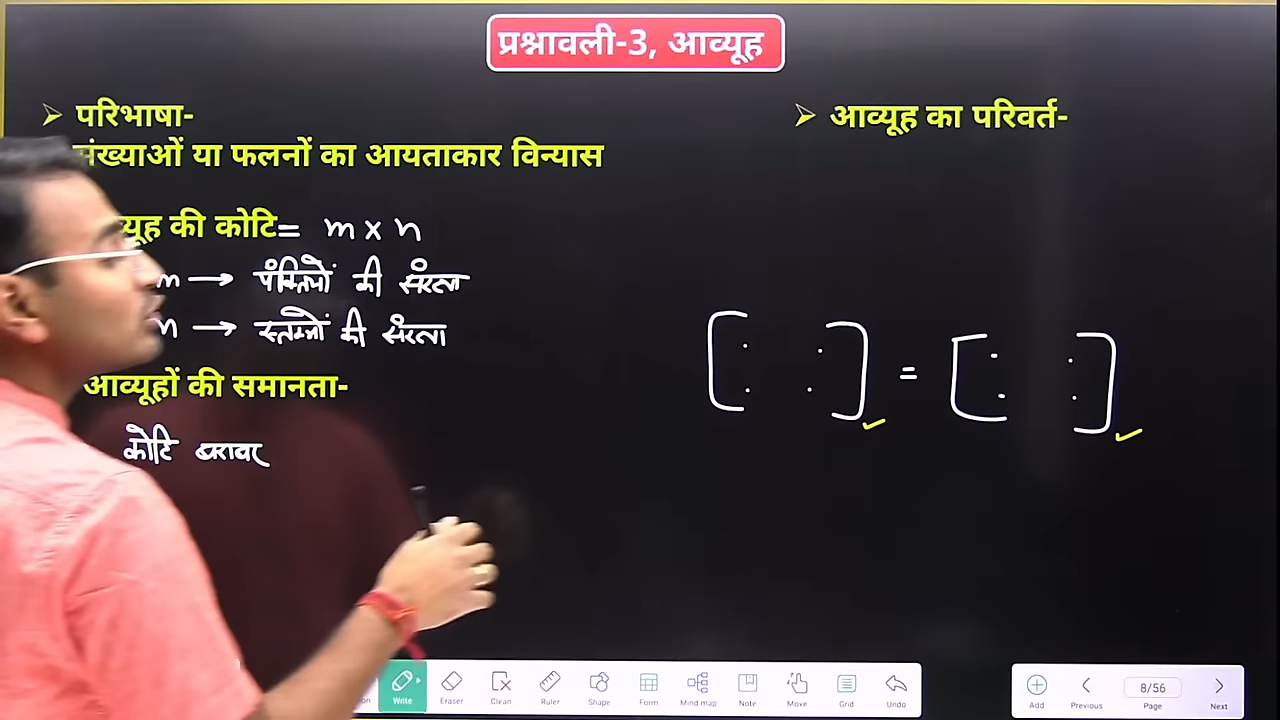 प्रश्नावली-3, आव्यूह
➢ परिभाषा-
संख्याओं या फलनों का आयताकार विन्यास
यूह की कोटि = m × n
m → पंक्तियों की संख्या
n → स्तम्भों की संख्या
आव्यूहों की समानता-
कोटि बराबर
➢ आव्यूह का परिवर्त-
[ . . . . ] = [ . . . . ]
Write Eraser Clean Ruler Shape Form Mind map Note Move Grid Undo
Add Previous 8/56 Page Next